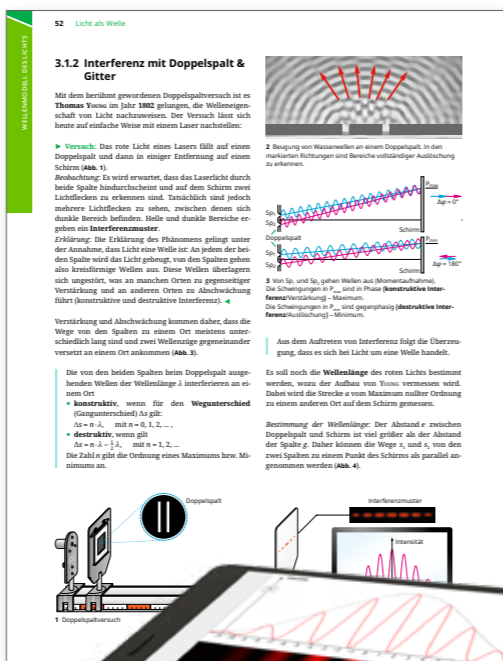 52 Licht als Welle
WELLENMODELL DES LICHTS
3.1.2 Interferenz mit Doppelspalt &
Gitter
Mit dem berühmt gewordenen Doppelspaltversuch ist es
Thomas YOUNG im Jahr 1802 gelungen, die Welleneigen-
schaft von Licht nachzuweisen. Der Versuch lässt sich
heute auf einfache Weise mit einem Laser nachstellen:
► Versuch: Das rote Licht eines Lasers fällt auf einen
Doppelspalt und dann in einiger Entfernung auf einen
Schirm (Abb. 1).
Beobachtung: Es wird erwartet, dass das Laserlicht durch
beide Spalte hindurchscheint und auf dem Schirm zwei
Lichtflecken zu erkennen sind. Tatsächlich sind jedoch
mehrere Lichtflecken zu sehen, zwischen denen sich
dunkle Bereich befinden. Helle und dunkle Bereiche er-
geben ein Interferenzmuster.
Erklärung: Die Erklärung des Phänomens gelingt unter
der Annahme, dass Licht eine Welle ist: An jedem der bei-
den Spalte wird das Licht gebeugt, von den Spalten gehen
also kreisförmige Wellen aus. Diese Wellen überlagern
sich ungestört, was an manchen Orten zu gegenseitiger
Verstärkung und an anderen Orten zu Abschwächung
führt (konstruktive und destruktive Interferenz). ◄
Verstärkung und Abschwächung kommen daher, dass die
Wege von den Spalten zu einem Ort meistens unter-
schiedlich lang sind und zwei Wellenzüge gegeneinander
versetzt an einem Ort ankommen (Abb. 3).
Die von den beiden Spalten beim Doppelspalt ausge-
henden Wellen der Wellenlänge λ interferieren an ei-
nem Ort
▪ konstruktiv, wenn für den Wegunterschied
(Gangunterschied) Δs gilt:
Δs = n · λ, mit n = 0, 1, 2, ... ,
▪ destruktiv, wenn gilt
Δs = n · λ − ½ λ, mit n = 1, 2, ...
Die Zahl n gibt die Ordnung eines Maximums bzw. Mi-
nimums an.
Doppelspalt
1 Doppelspaltversuch
2 Beugung von Wasserwellen an einem Doppelspalt. In den
markierten Richtungen sind Bereiche vollständiger Auslöschung
zu erkennen.
Pmax
Δφ = 0°
Sp1
Sp2
Schirm
Doppelspalt
Pmin
Sp1
Sp2
Δφ = 180°
Schirm
3 Von Sp1 und Sp2 gehen Wellen aus (Momentaufnahme).
Die Schwingungen in Pmax sind in Phase (konstruktive Inter-
ferenz/Verstärkung) – Maximum.
Die Schwingungen in Pmin sind gegenphasig (destruktive Inter-
ferenz/Auslöschung) – Minimum.
Aus dem Auftreten von Interferenz folgt die Überzeu-
gung, dass es sich bei Licht um eine Welle handelt.
Es soll noch die Wellenlänge des roten Lichts bestimmt
werden, wozu der Aufbau von YOUNG vermessen wird.
Dabei wird die Strecke a vom Maximum nullter Ordnung
zu einem anderen Ort auf dem Schirm gemessen.
Bestimmung der Wellenlänge: Der Abstand e zwischen
Doppelspalt und Schirm ist viel größer als der Abstand
der Spalte g. Daher können die Wege s1 und s2 von den
zwei Spalten zu einem Punkt des Schirms als parallel an-
genommen werden (Abb. 4).
Interferenzmuster
Intensität